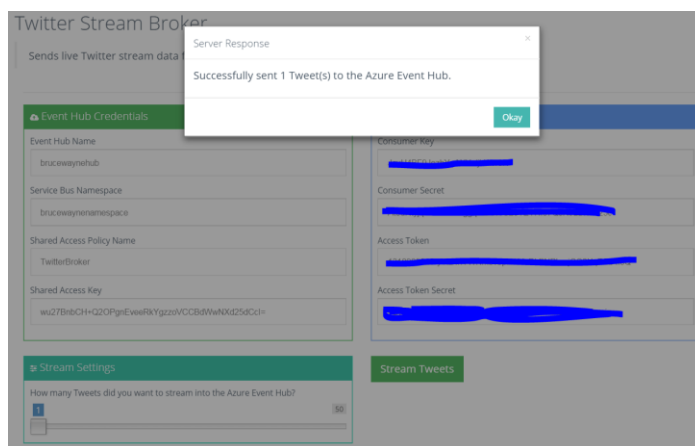 Twitter Stream Broker
Sends live Twitter stream data f
Server Response
×
Successfully sent 1 Tweet(s) to the Azure Event Hub.
Okay
Event Hub Credentials
Event Hub Name
brucewaynehub
Service Bus Namespace
brucewaynenamespace
Shared Access Policy Name
TwitterBroker
Shared Access Key
wu27BnbCH+Q2OPgnEveeRkYgzzoVCCBdWwNXd25dCcI=
Consumer Key
Consumer Secret
Access Token
Access Token Secret
Stream Settings
How many Tweets did you want to stream into the Azure Event Hub?
1
50
Stream Tweets